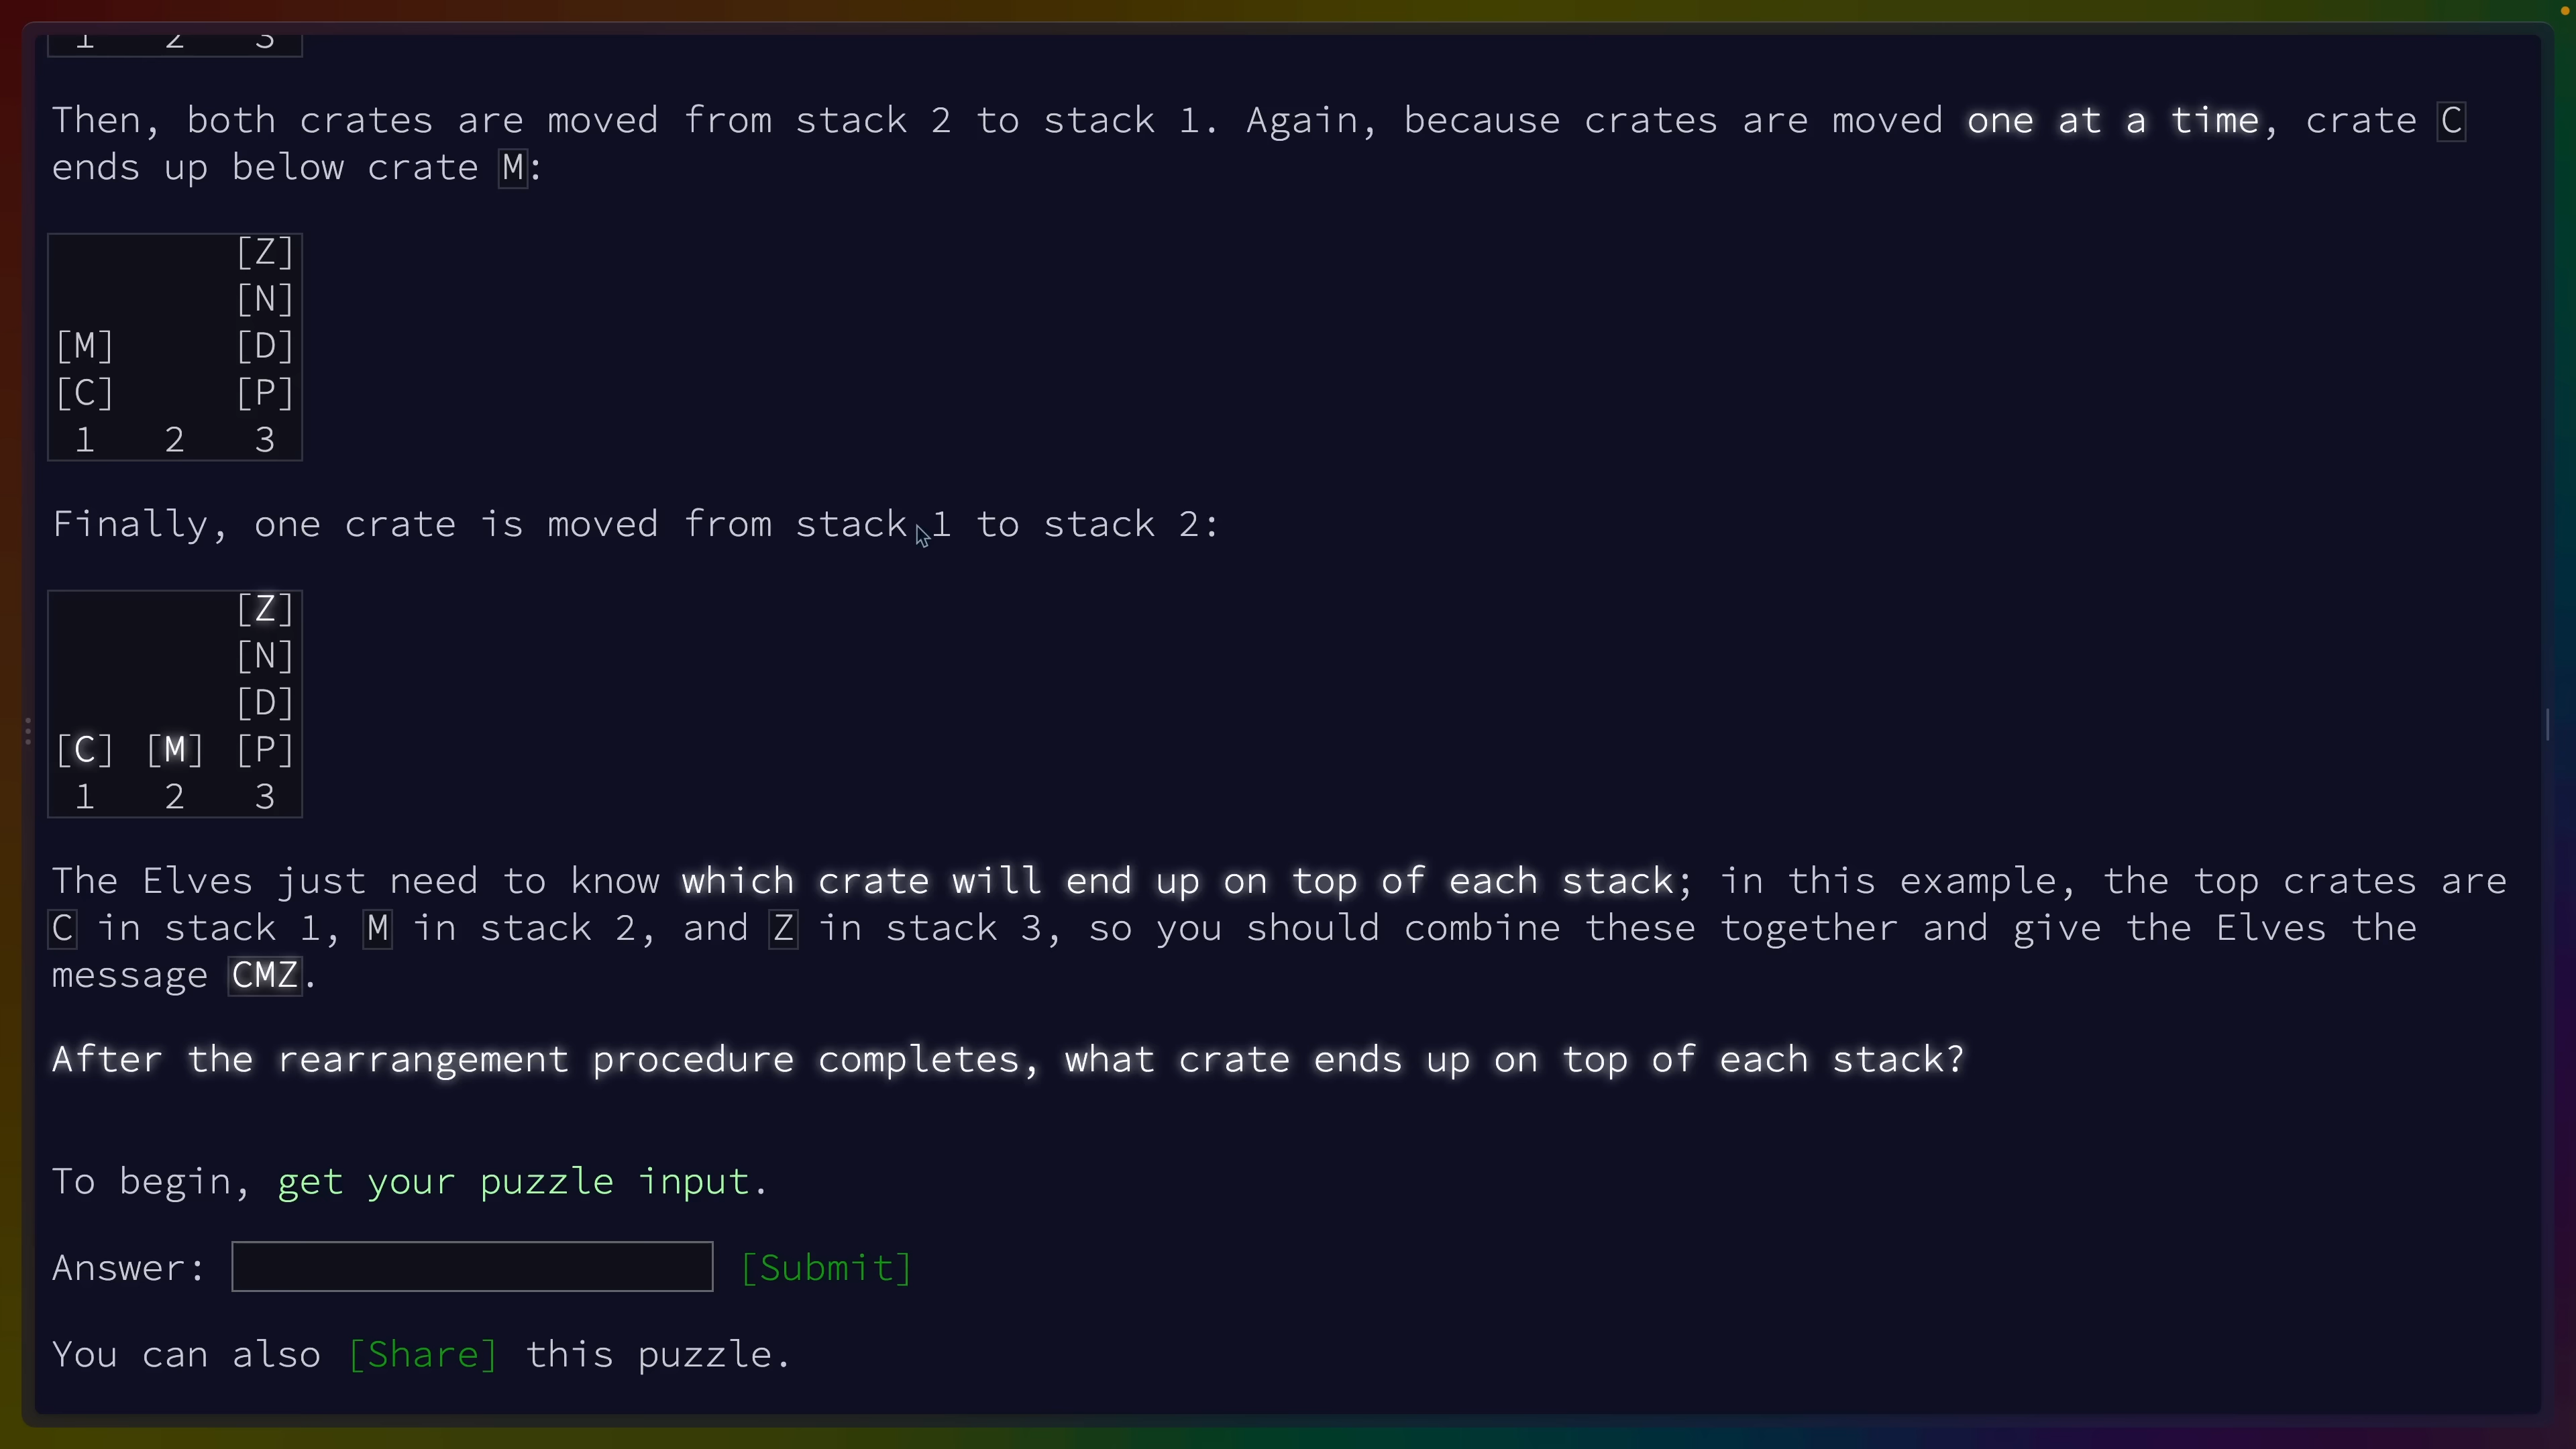 1 2 3
Then, both crates are moved from stack 2 to stack 1. Again, because crates are moved one at a time, crate C
ends up below crate M:
[Z]
[N]
[M] [D]
[C] [P]
1 2 3
Finally, one crate is moved from stack 1 to stack 2:
[Z]
[N]
[D]
[C] [M] [P]
1 2 3
The Elves just need to know which crate will end up on top of each stack; in this example, the top crates are
C in stack 1, M in stack 2, and Z in stack 3, so you should combine these together and give the Elves the
message CMZ.
After the rearrangement procedure completes, what crate ends up on top of each stack?
To begin, get your puzzle input.
Answer: [Submit]
You can also [Share] this puzzle.